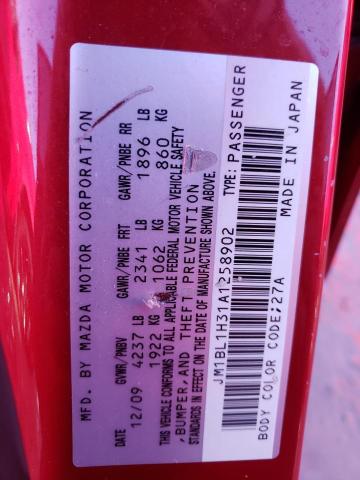 MFD. BY MAZDA MOTOR CORPORATION
DATE GVWR/PNBV GAWR/PNBE FRT GAWR/PNBE RR
12/09 4237 LB 2341 LB 1896 LB
1922 KG 1062 KG 860 KG
THIS VEHICLE CONFORMS TO ALL APPLICABLE FEDERAL MOTOR VEHICLE SAFETY
,BUMPER,AND THEFT PREVENTION
STANDARDS IN EFFECT ON THE DATE OF MANUFACTURE SHOWN ABOVE.
JM1BL1H31A1258902 TYPE: PASSENGER
BODY COLOR CODE;27A MADE IN JAPAN